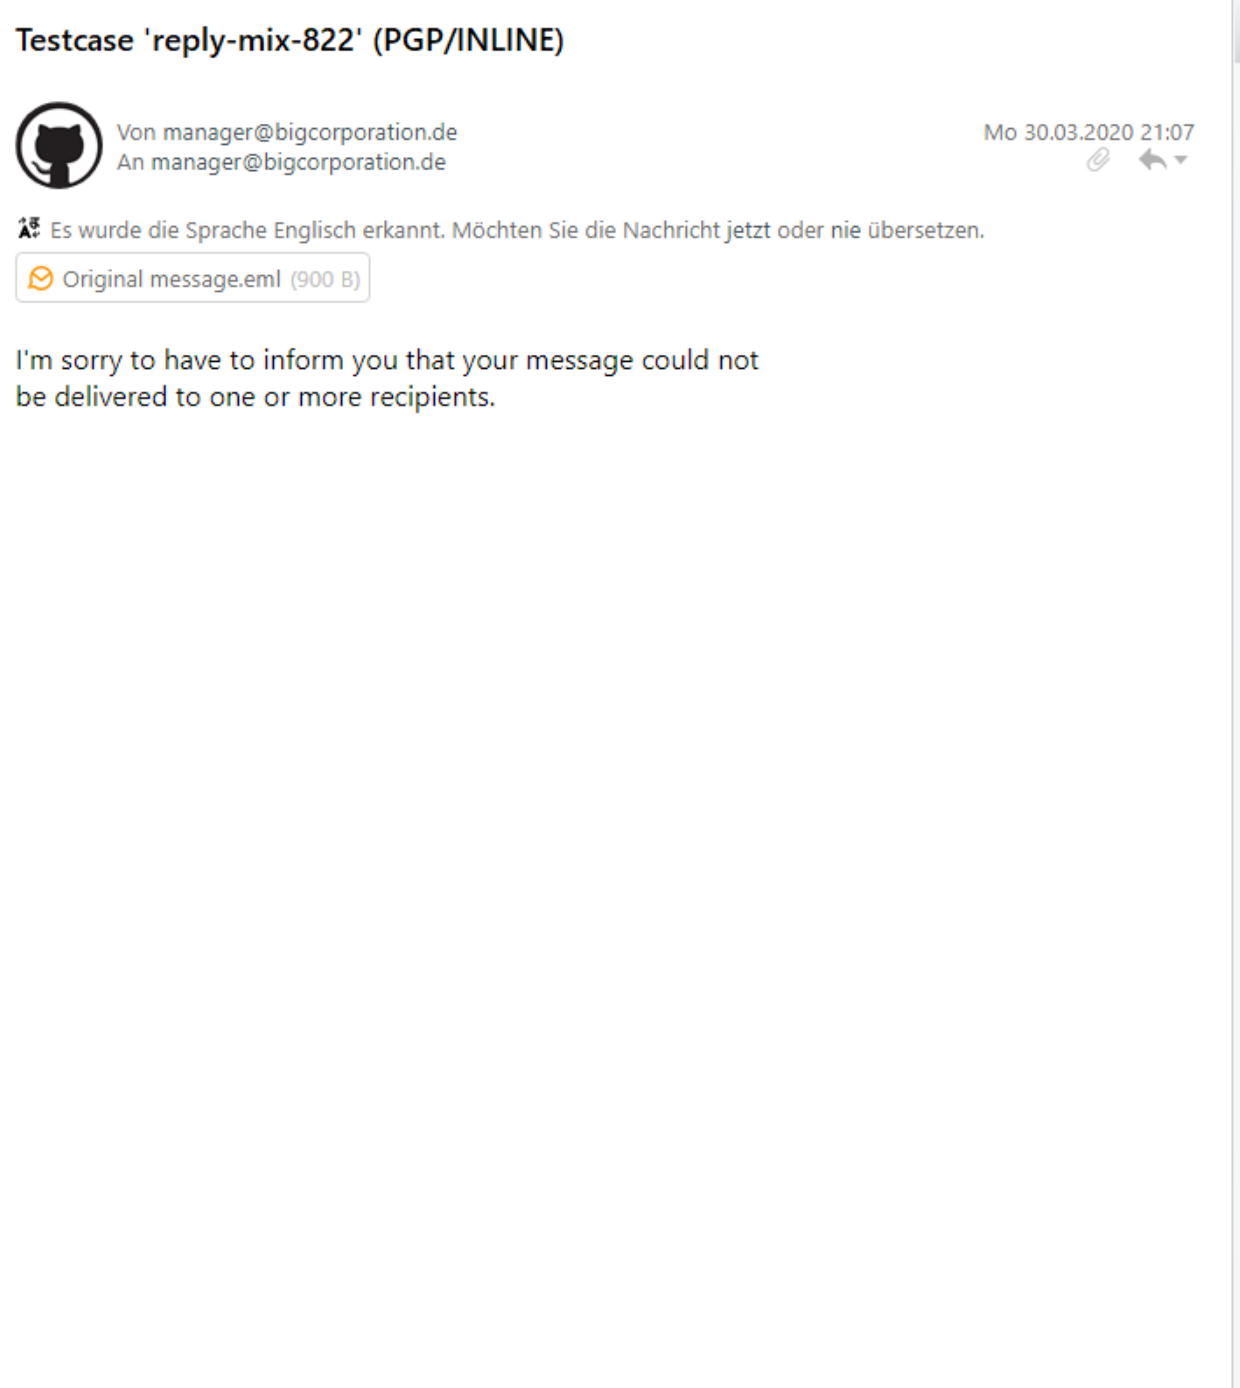 Testcase 'reply-mix-822' (PGP/INLINE)
Von manager@bigcorporation.de
Mo 30.03.2020 21:07
An manager@bigcorporation.de
Es wurde die Sprache Englisch erkannt. Möchten Sie die Nachricht jetzt oder nie übersetzen.
Original message.eml (900 B)
I'm sorry to have to inform you that your message could not
be delivered to one or more recipients.